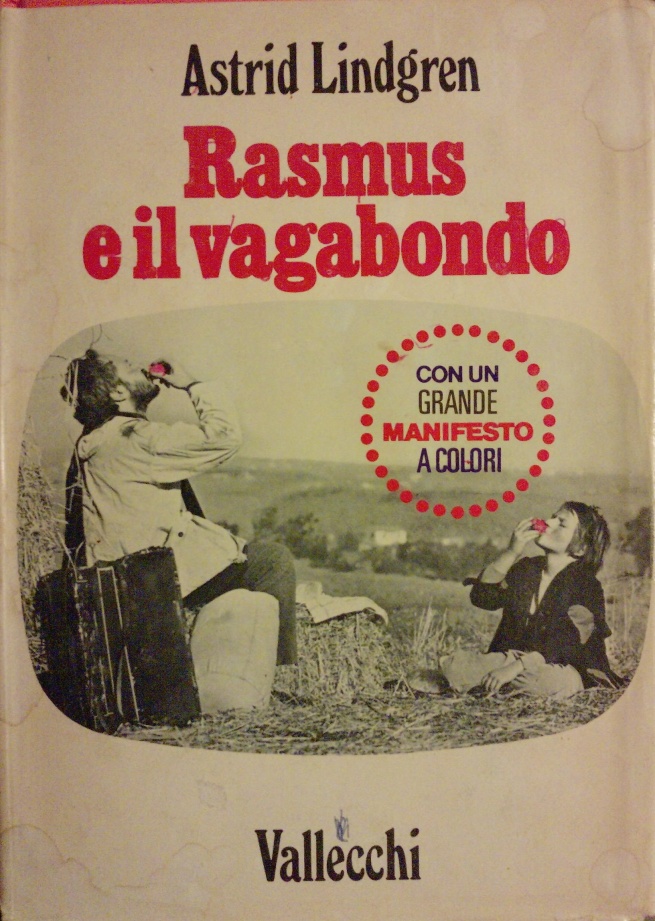 Astrid Lindgren
Rasmus
e il vagabondo
CON UN
GRANDE
MANIFESTO
A COLORI
Vallecchi